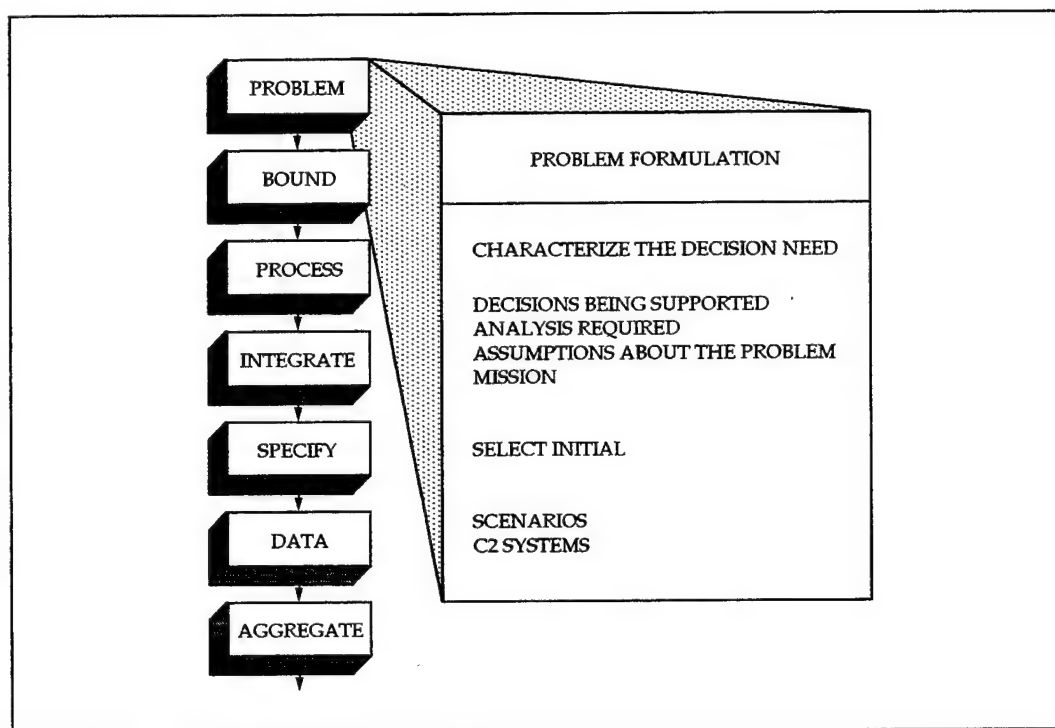 PROBLEM
BOUND
PROCESS
INTEGRATE
SPECIFY
DATA
AGGREGATE
PROBLEM FORMULATION
CHARACTERIZE THE DECISION NEED
DECISIONS BEING SUPPORTED
ANALYSIS REQUIRED
ASSUMPTIONS ABOUT THE PROBLEM
MISSION
SELECT INITIAL
SCENARIOS
C2 SYSTEMS